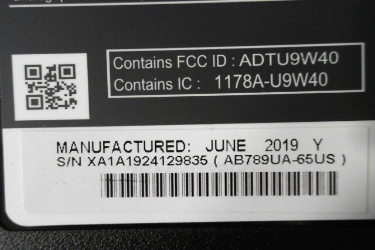 Contains FCC ID : ADTU9W40
Contains IC : 1178A-U9W40
MANUFACTURED: JUNE 2019 Y
S/N XA1A1924129835 ( AB789UA-65US )